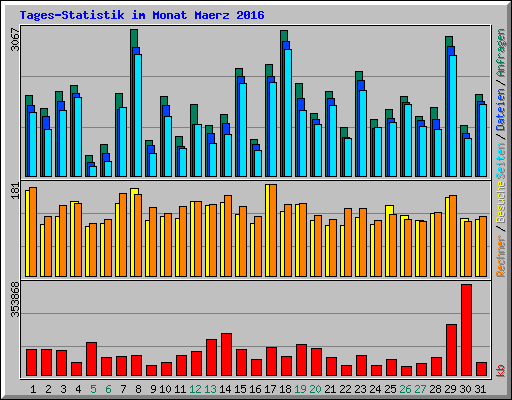 Tages-Statistik im Monat Maerz 2016
3067
181
353868
Rechner / Besuche Seiten / Dateien / Anfragen
kb
1 2 3 4 5 6 7 8 9 10 11 12 13 14 15 16 17 18 19 20 21 22 23 24 25 26 27 28 29 30 31